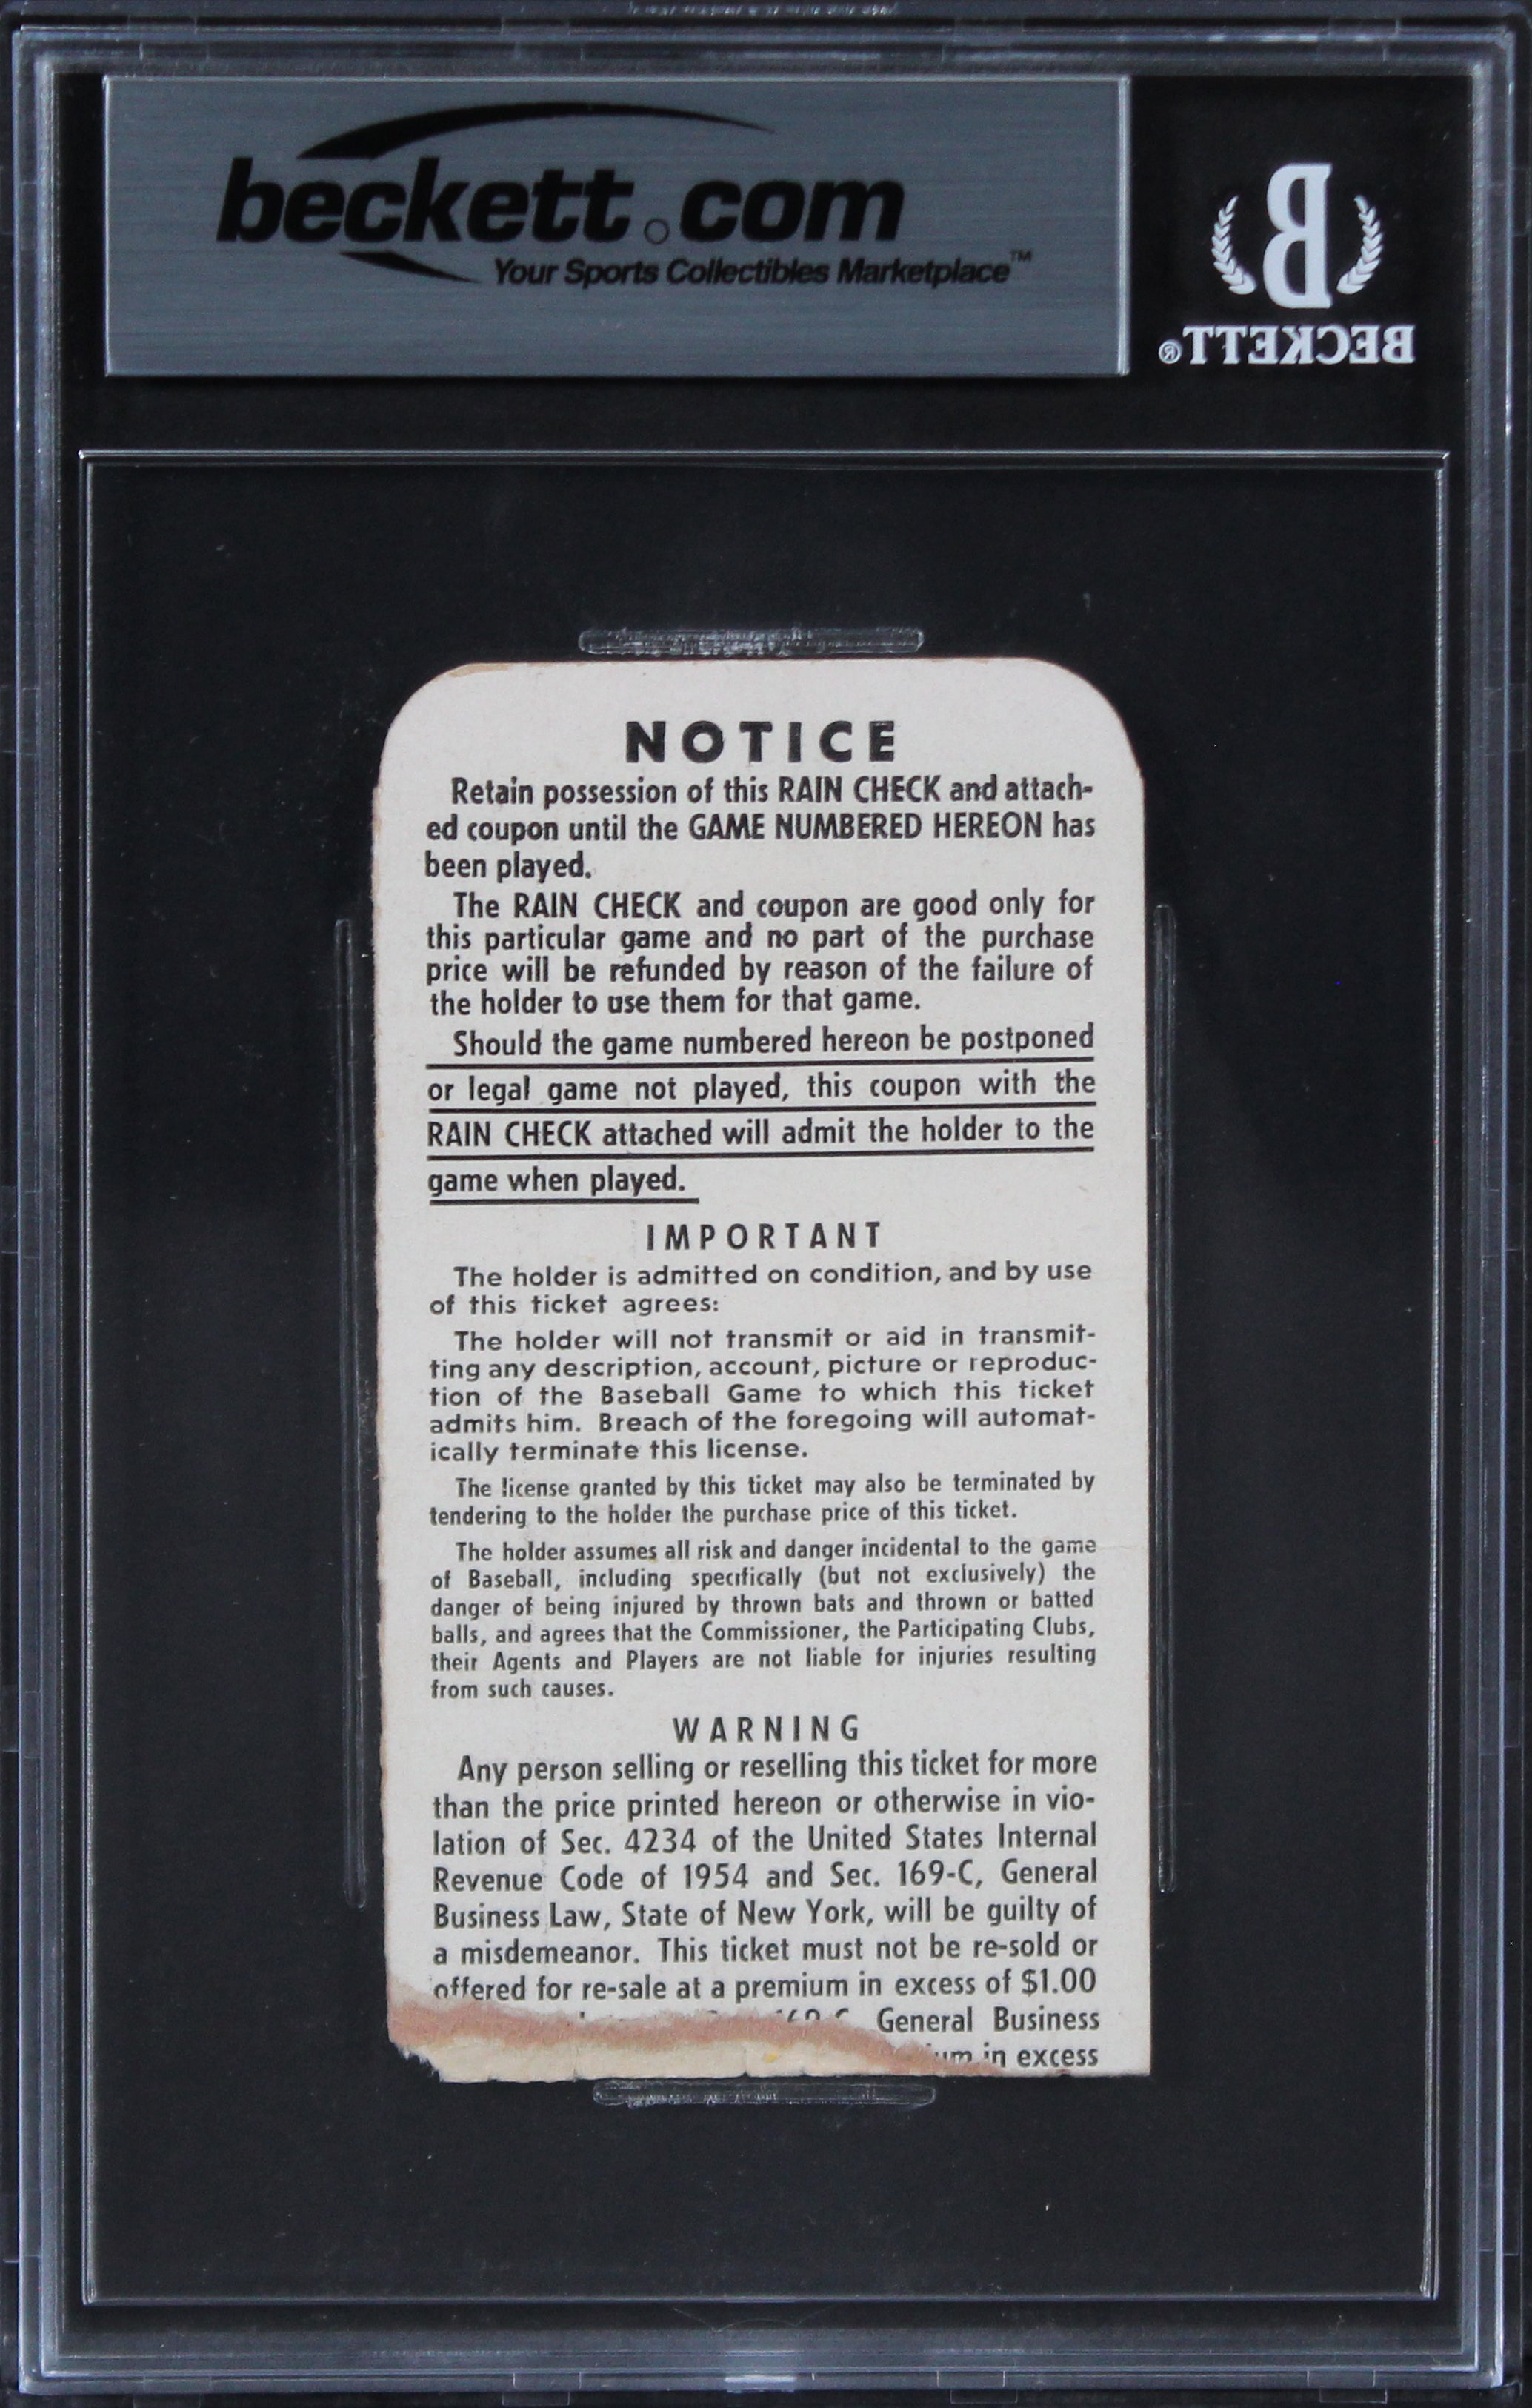 beckett.com
Your Sports Collectibles Marketplace™
BECKETT®
NOTICE
Retain possession of this RAIN CHECK and attach-
ed coupon until the GAME NUMBERED HEREON has
been played.
The RAIN CHECK and coupon are good only for
this particular game and no part of the purchase
price will be refunded by reason of the failure of
the holder to use them for that game.
Should the game numbered hereon be postponed
or legal game not played, this coupon with the
RAIN CHECK attached will admit the holder to the
game when played.
IMPORTANT
The holder is admitted on condition, and by use
of this ticket agrees:
The holder will not transmit or aid in transmit-
ting any description, account, picture or reproduc-
tion of the Baseball Game to which this ticket
admits him. Breach of the foregoing will automat-
ically terminate this license.
The license granted by this ticket may also be terminated by
tendering to the holder the purchase price of this ticket.
The holder assumes all risk and danger incidental to the game
of Baseball, including specifically (but not exclusively) the
danger of being injured by thrown bats and thrown or batted
balls, and agrees that the Commissioner, the Participating Clubs,
their Agents and Players are not liable for injuries resulting
from such causes.
WARNING
Any person selling or reselling this ticket for more
than the price printed hereon or otherwise in vio-
lation of Sec. 4234 of the United States Internal
Revenue Code of 1954 and Sec. 169-C, General
Business Law, State of New York, will be guilty of
a misdemeanor. This ticket must not be re-sold or
offered for re-sale at a premium in excess of $1.00
General Business
in excess